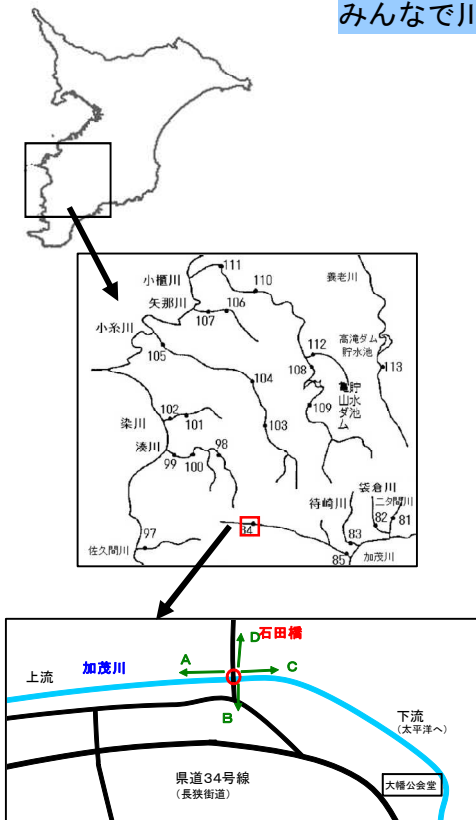 みんなで川
小櫃川
111
110
養老川
矢那川
106
107
小糸川
105
高滝ダム
貯水池
112
108
113
104
亀山ダム
貯水池
109
103
染川
102
101
湊川
99
100
98
袋倉川
待崎川
二タ間川
82
81
84
83
97
佐久間川
85
加茂川
石田橋
D
加茂川
A
C
上流
B
下流
(太平洋へ)
県道34号線
(長狭街道)
大幡公会堂